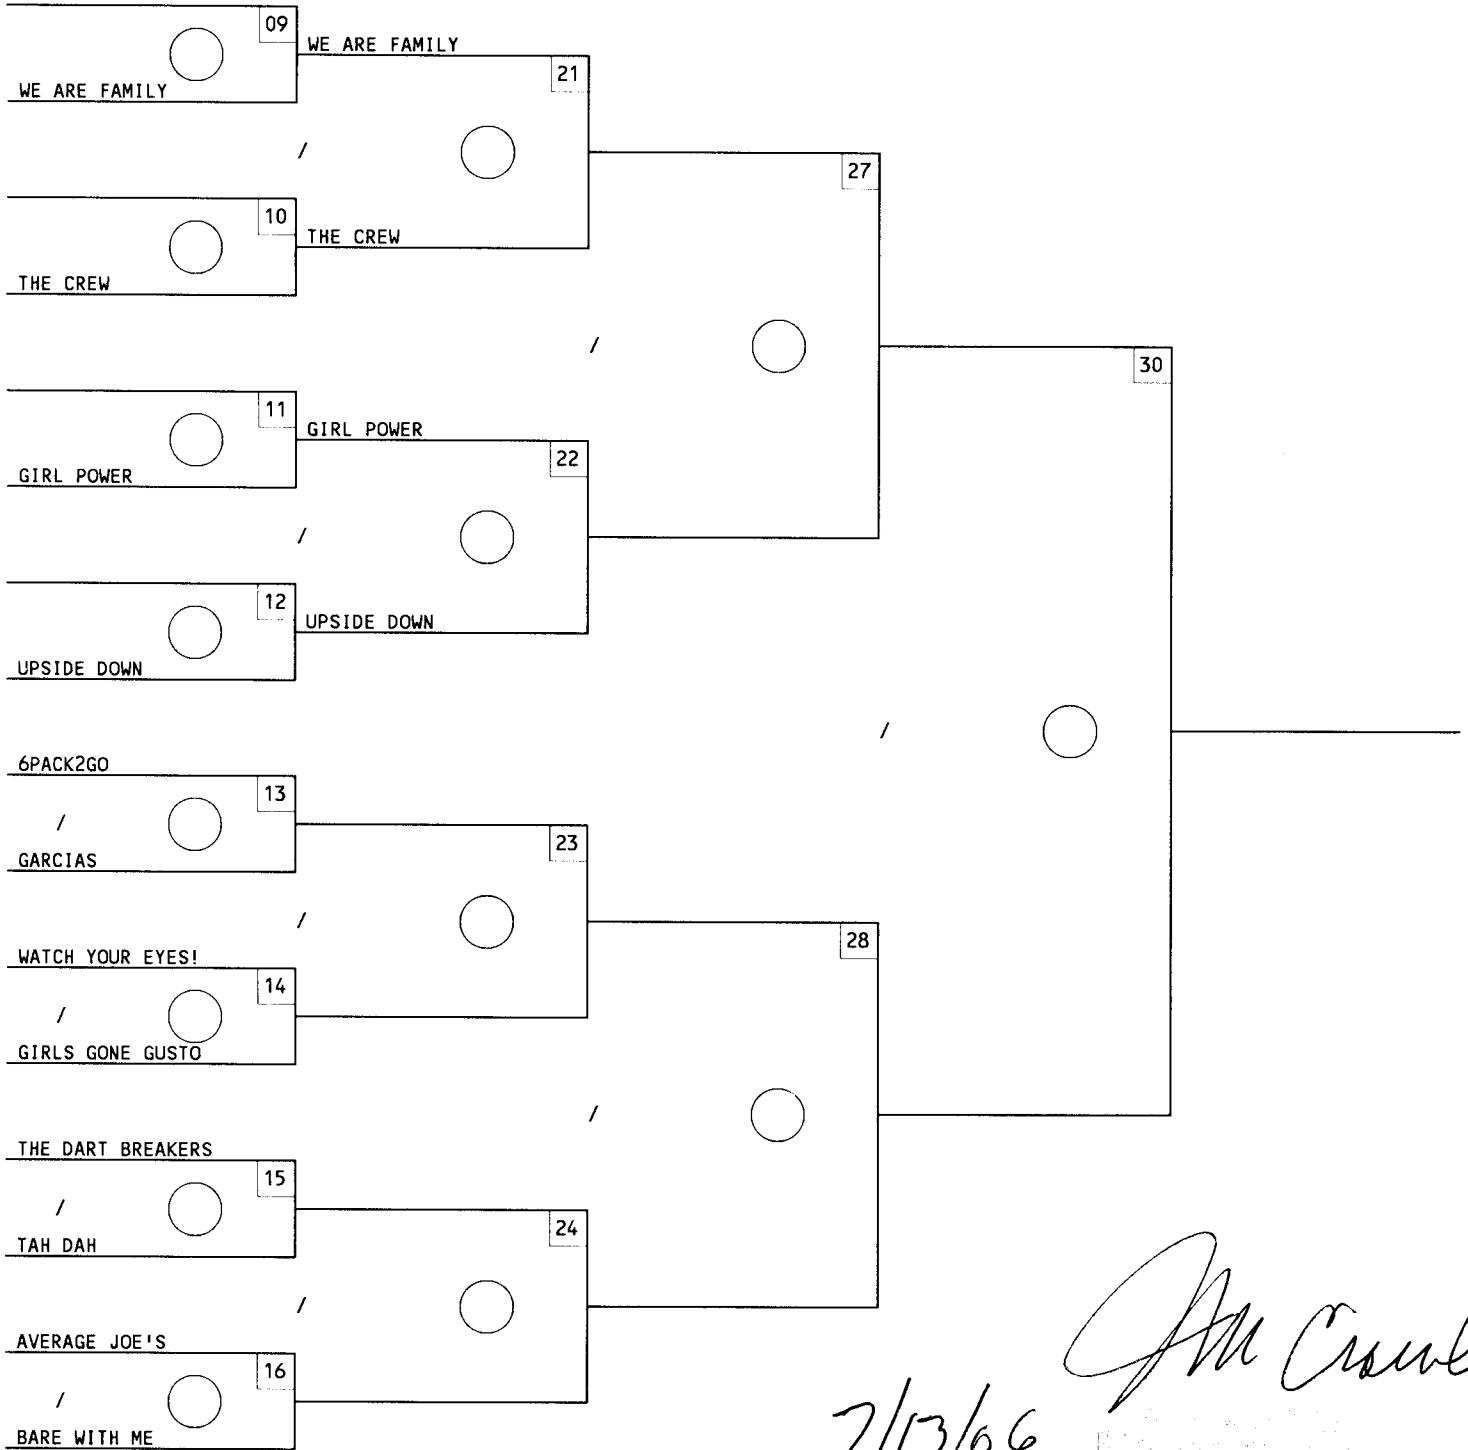 09
WE ARE FAMILY
21
WE ARE FAMILY
/
27
10
THE CREW
THE CREW
/
30
11
GIRL POWER
22
GIRL POWER
/
12
UPSIDE DOWN
UPSIDE DOWN
/
6PACK2GO
13
/
23
GARCIAS
/
28
WATCH YOUR EYES!
14
/
GIRLS GONE GUSTO
/
THE DART BREAKERS
15
/
24
TAH DAH
/
AVERAGE JOE'S
16
/
BARE WITH ME
7/13/06